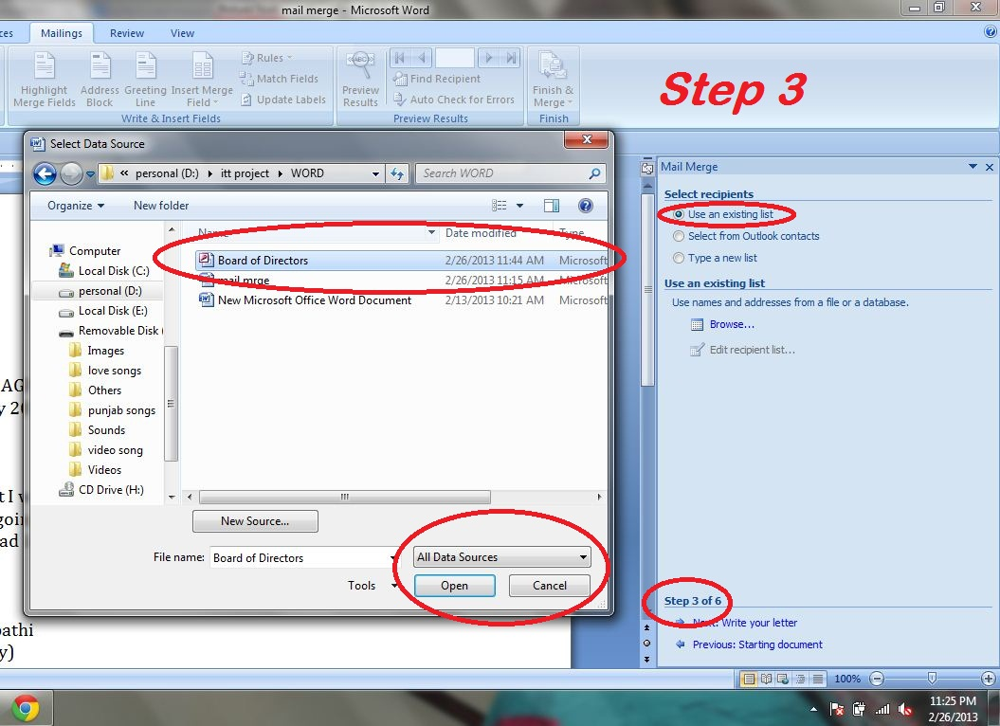 mail merge - Microsoft Word
ces Mailings Review View
Highlight Merge Fields
Address Block
Greeting Line
Insert Merge Field
Rules
Match Fields
Update Labels
Write & Insert Fields
Preview Results
ABC
Find Recipient
Auto Check for Errors
Preview Results
Finish & Merge
Finish
Step 3
Select Data Source
« personal (D:) itt project WORD
Search WORD
Organize New folder
Name Date modified Type
Computer
Local Disk (C:)
personal (D:)
Local Disk (E:)
Removable Disk (
Images
love songs
Others
punjab songs
Sounds
video song
Videos
CD Drive (H:)
Board of Directors 2/26/2013 11:44 AM Microsoft
mail mrge 2/26/2013 11:15 AM Microsoft
New Microsoft Office Word Document 2/13/2013 10:21 AM Microsoft
New Source...
File name: Board of Directors All Data Sources
Tools Open Cancel
AG
y 20
t I w
goin
ad
pathi
y)
Mail Merge
Select recipients
Use an existing list
Select from Outlook contacts
Type a new list
Use an existing list
Use names and addresses from a file or a database.
Browse...
Edit recipient list...
Step 3 of 6
Next: Write your letter
Previous: Starting document
100%
11:25 PM
2/26/2013